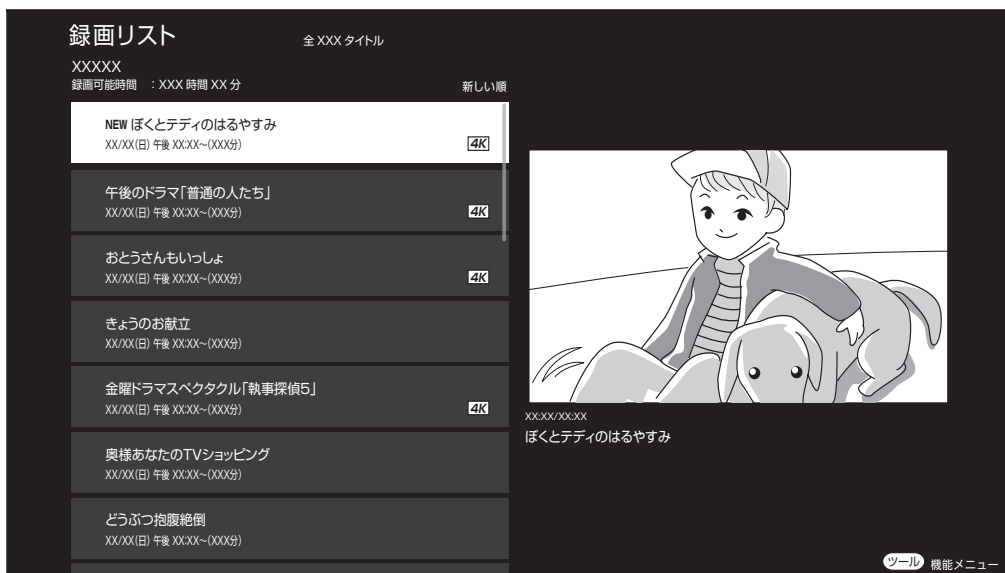 録画リスト
全 XXX タイトル
XXXXX
録画可能時間 :XXX 時間 XX 分
新しい順
NEW ぼくとテディのはるやすみ
XX/XX(日) 午後 XX:XX~(XXX分)
4K
午後のドラマ「普通の人たち」
XX/XX(日) 午後 XX:XX~(XXX分)
4K
おとうさんもいっしょ
XX/XX(日) 午後 XX:XX~(XXX分)
4K
きょうのお献立
XX/XX(日) 午後 XX:XX~(XXX分)
金曜ドラマスペクタクル「執事探偵5」
XX/XX(日) 午後 XX:XX~(XXX分)
4K
奥様あなたのTVショッピング
XX/XX(日) 午後 XX:XX~(XXX分)
どうぶつ抱腹絶倒
XX/XX(日) 午後 XX:XX~(XXX分)
XX:XX/XX:XX
ぼくとテディのはるやすみ
ツール 機能メニュー